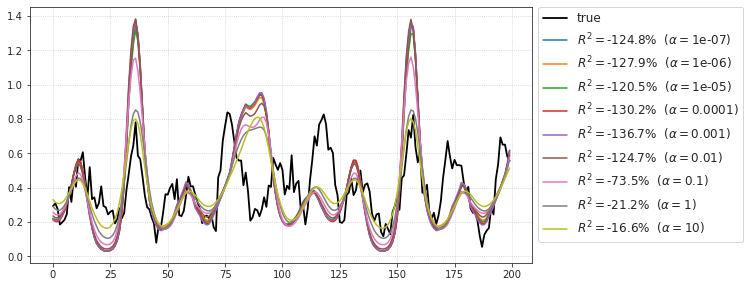 1.4
1.2
1.0
0.8
0.6
0.4
0.2
0.0
0 25 50 75 100 125 150 175 200
true
R² = -124.8% (α = 1e-07)
R² = -127.9% (α = 1e-06)
R² = -120.5% (α = 1e-05)
R² = -130.2% (α = 0.0001)
R² = -136.7% (α = 0.001)
R² = -124.7% (α = 0.01)
R² = -73.5% (α = 0.1)
R² = -21.2% (α = 1)
R² = -16.6% (α = 10)